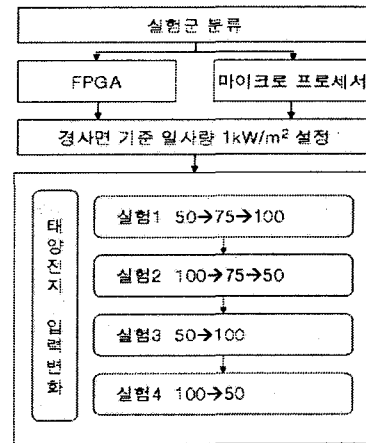 실험군 분류
FPGA
마이크로 프로세서
경사면 기준 일사량 1kW/m² 설정
태양전지 입력변화
실험1 50→75→100
실험2 100→75→50
실험3 50→100
실험4 100→50